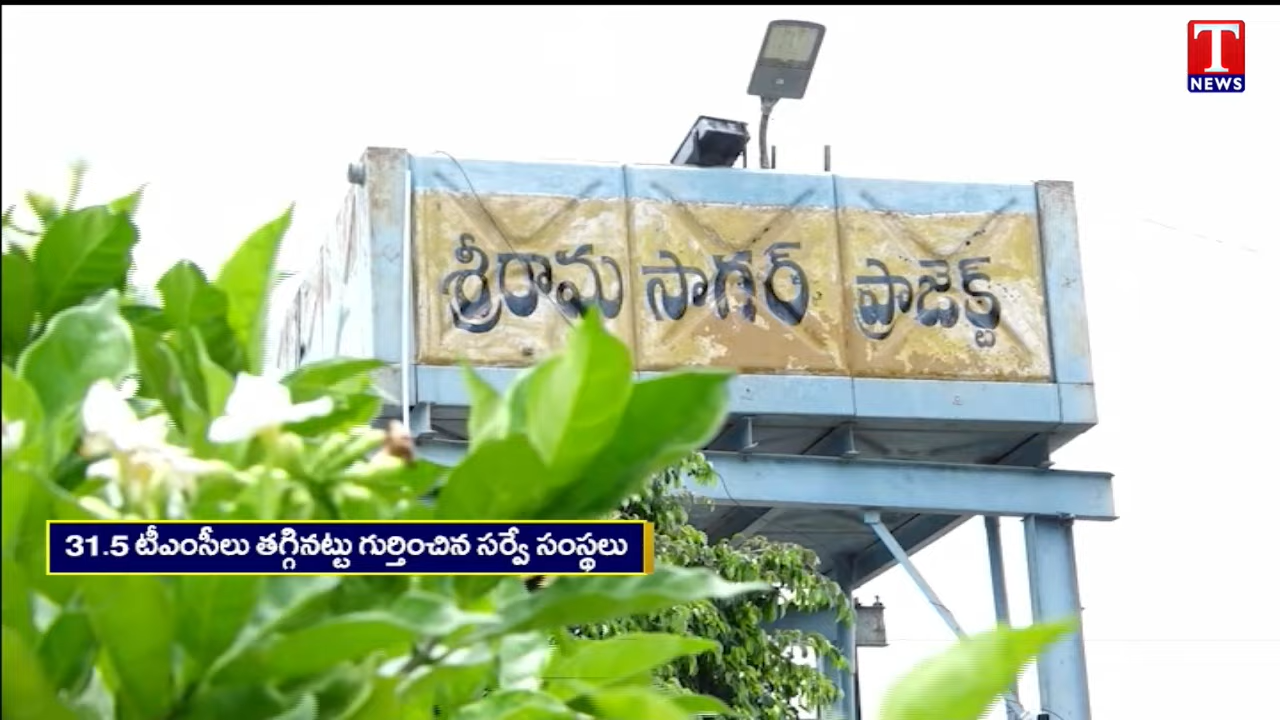 T
NEWS
శ్రీరామ సాగర్ ప్రాజెక్ట్
31.5 టీఎంసీలు తగ్గినట్టు గుర్తించిన సర్వే సంస్థలు